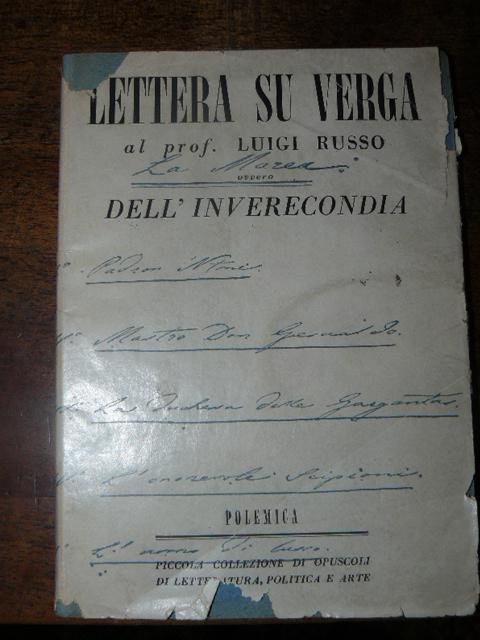 LETTERA SU VERGA
al prof. LUIGI RUSSO
La Marea
ovvero
DELL'INVERECONDIA
Padron 'Ntoni.
Mastro Don Gesualdo.
La Duchessa delle Gargantas.
L'onorevole Scipioni.
POLEMICA
L'uomo di lusso.
PICCOLA COLLEZIONE DI OPUSCOLI
DI LETTERATURA, POLITICA E ARTE